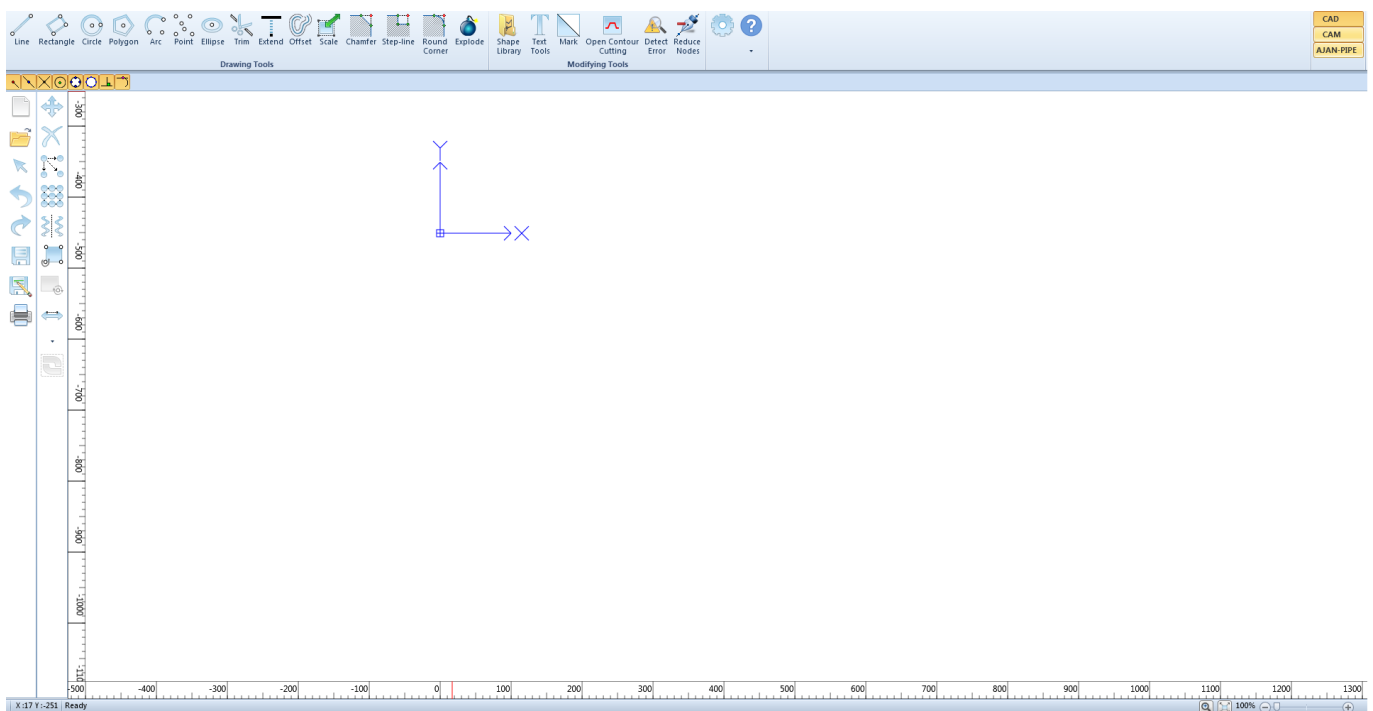 Line Rectangle Circle Polygon Arc Point Ellipse Trim Extend Offset Scale Chamfer Step-line Round Corner Explode Shape Library Text Tools Mark Open Contour Cutting Detect Error Reduce Nodes
Drawing Tools Modifying Tools
CAD
CAM
AJAN-PIPE
Y
X
-300
-400
-500
-600
-700
-800
-900
-1000
-110
-500 -400 -300 -200 -100 0 100 200 300 400 500 600 700 800 900 1000 1100 1200 1300
X :17 Y :-251 Ready 100%